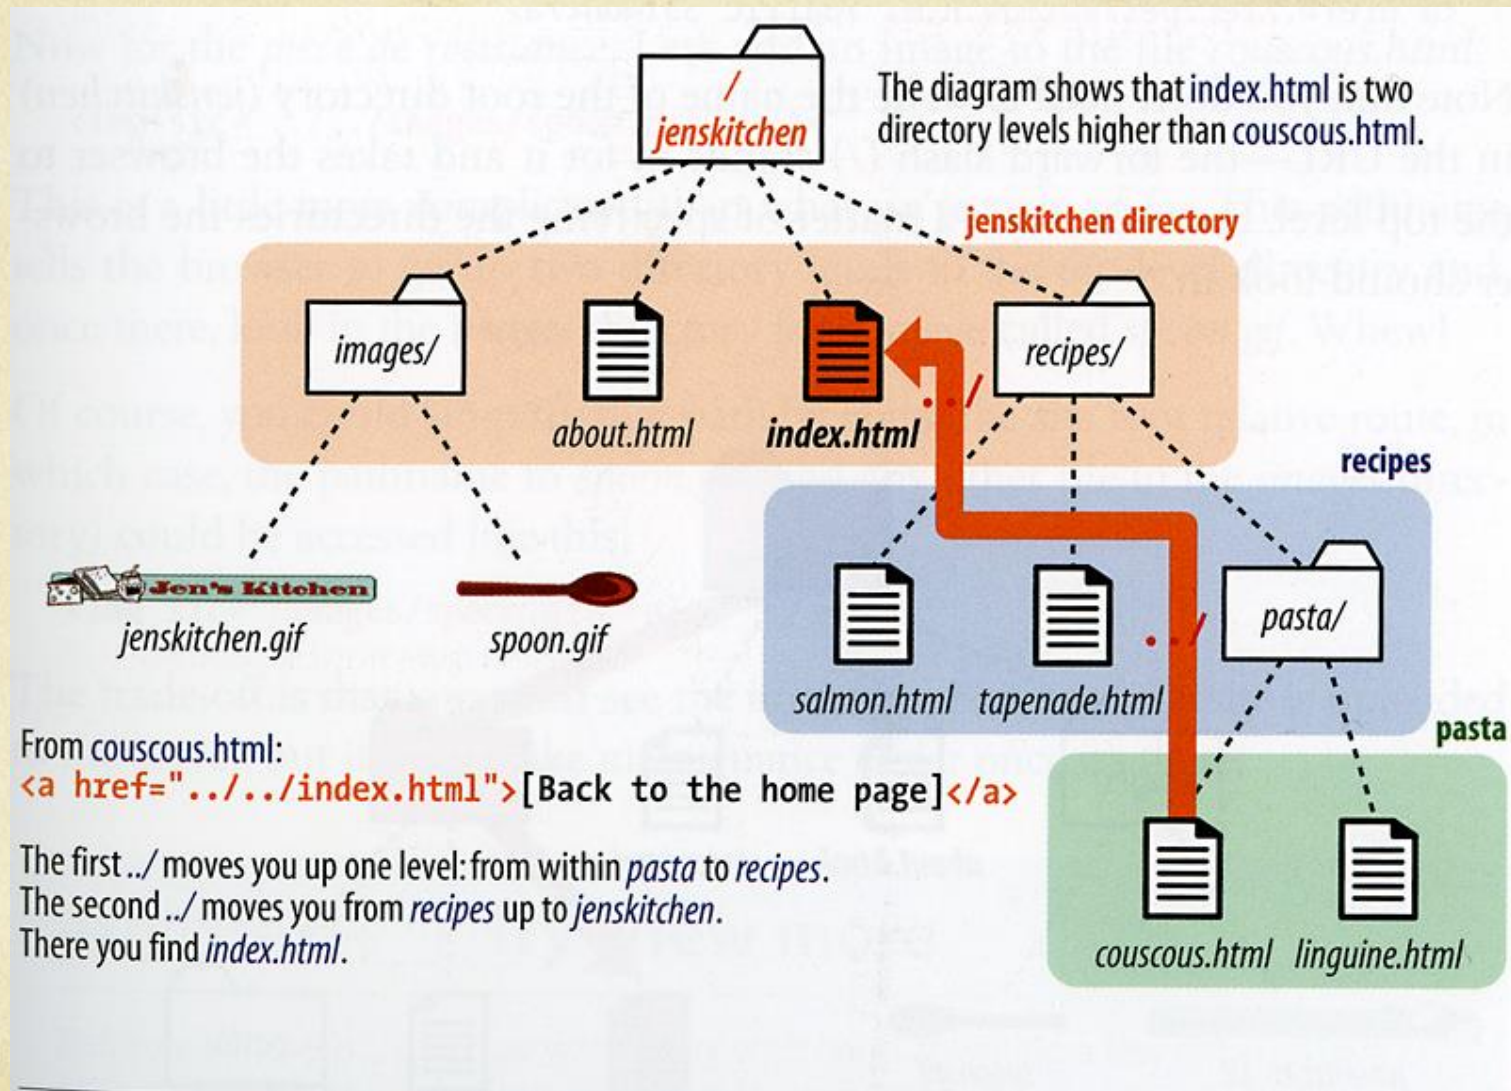 /
jenskitchen
The diagram shows that index.html is two
directory levels higher than couscous.html.
jenskitchen directory
images/
about.html
index.html
../
recipes/
recipes
Jen's Kitchen
jenskitchen.gif
spoon.gif
salmon.html
tapenade.html
../
pasta/
pasta
From couscous.html:
<a href="../../index.html">[Back to the home page]</a>
couscous.html
linguine.html
The first ../ moves you up one level: from within pasta to recipes.
The second ../ moves you from recipes up to jenskitchen.
There you find index.html.